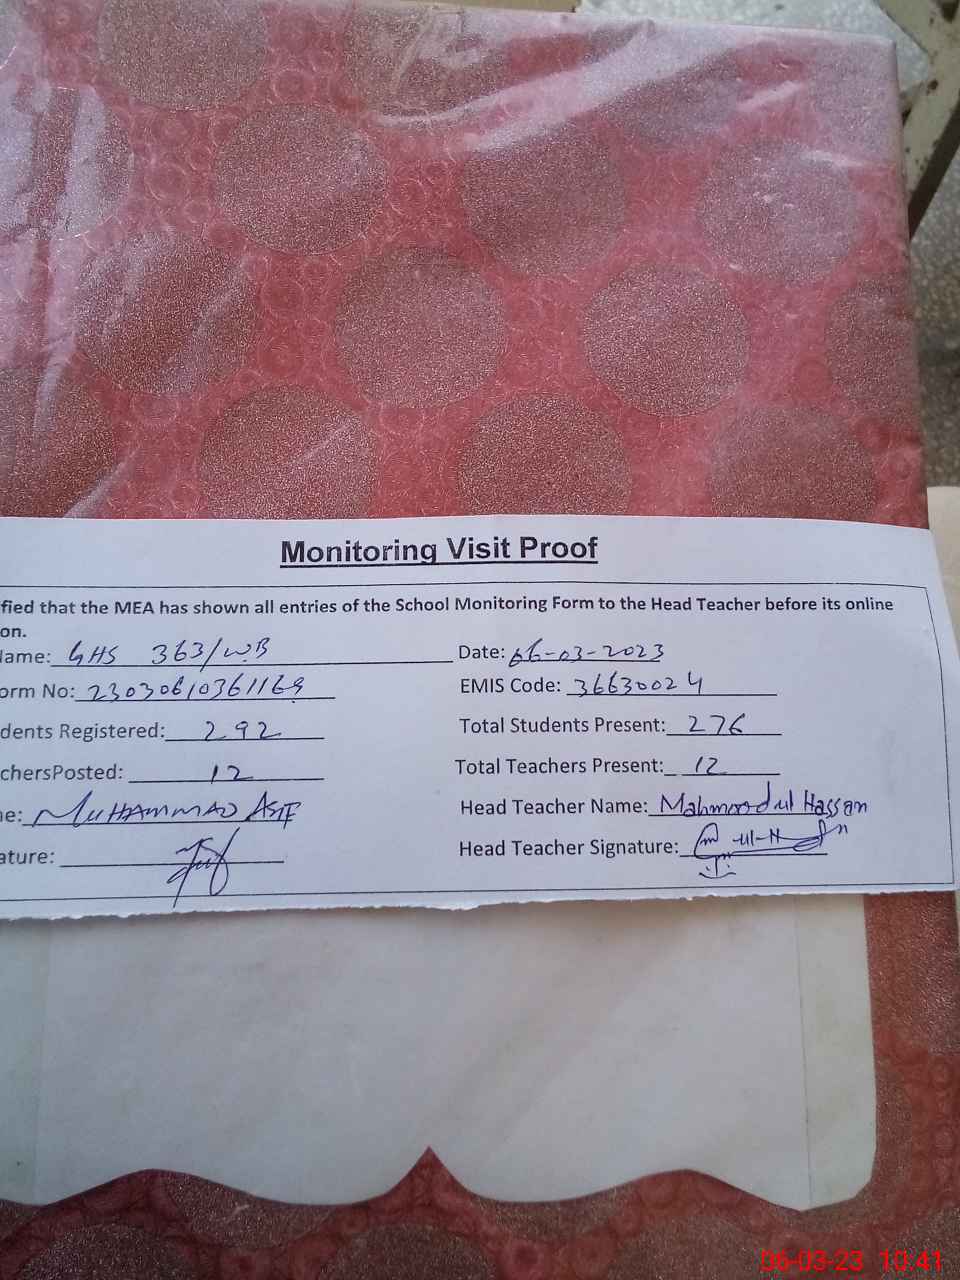 Monitoring Visit Proof
fied that the MEA has shown all entries of the School Monitoring Form to the Head Teacher before its online
on.
Name: GHS 363/WB Date: 06-03-2023
orm No: 23030610361169 EMIS Code: 36630024
dents Registered: 292 Total Students Present: 276
chersPosted: 12 Total Teachers Present: 12
ne: MUHAMMAD ASIF Head Teacher Name: Mahmood ul Hassan
ature: Head Teacher Signature:
06-03-23 10:41